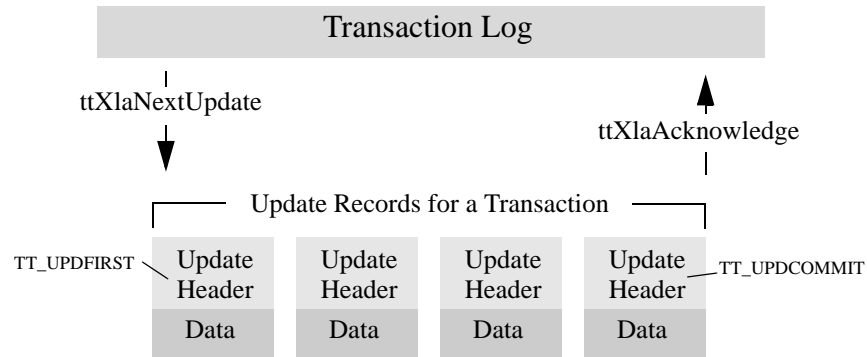 Transaction Log
ttXlaNextUpdate
ttXlaAcknowledge
Update Records for a Transaction
TT_UPDFIRST
Update
Header
Data
Update
Header
Data
Update
Header
Data
Update
Header
Data
TT_UPDCOMMIT